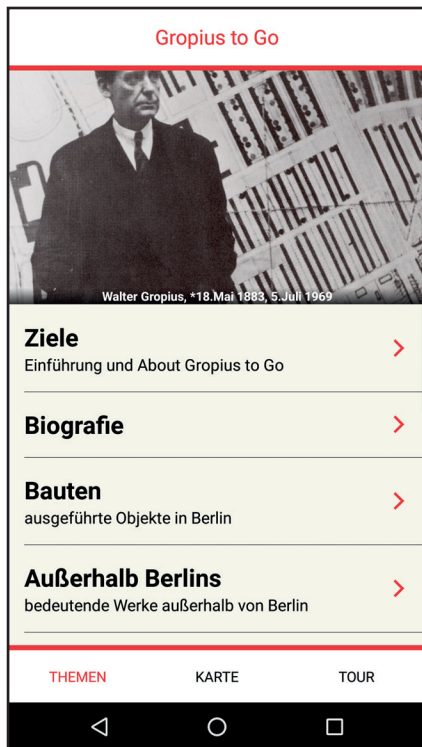 Gropius to Go
Walter Gropius, *18.Mai 1883, 5.Juli 1969
Ziele
Einführung und About Gropius to Go
Biografie
Bauten
ausgeführte Objekte in Berlin
Außerhalb Berlins
bedeutende Werke außerhalb von Berlin
THEMEN KARTE TOUR